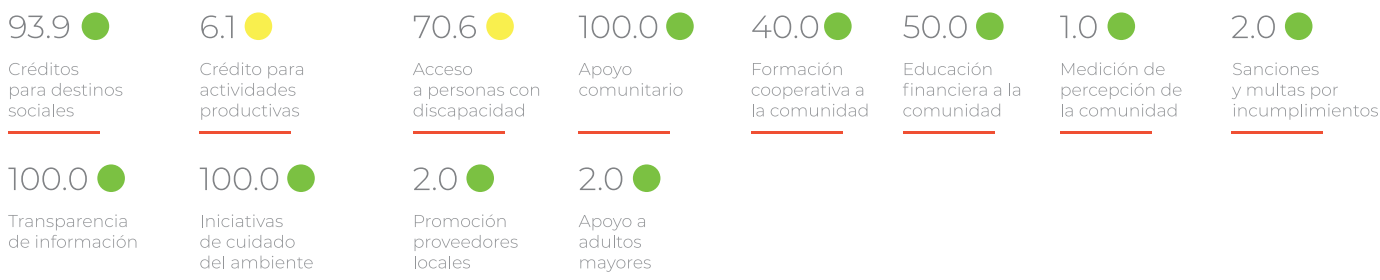 93.9
Créditos
para destinos
sociales
6.1
Crédito para
actividades
productivas
70.6
Acceso
a personas con
discapacidad
100.0
Apoyo
comunitario
40.0
Formación
cooperativa a
la comunidad
50.0
Educación
financiera a la
comunidad
1.0
Medición de
percepción de
la comunidad
2.0
Sanciones
y multas por
incumplimientos
100.0
Transparencia
de información
100.0
Iniciativas
de cuidado
del ambiente
2.0
Promoción
proveedores
locales
2.0
Apoyo a
adultos
mayores